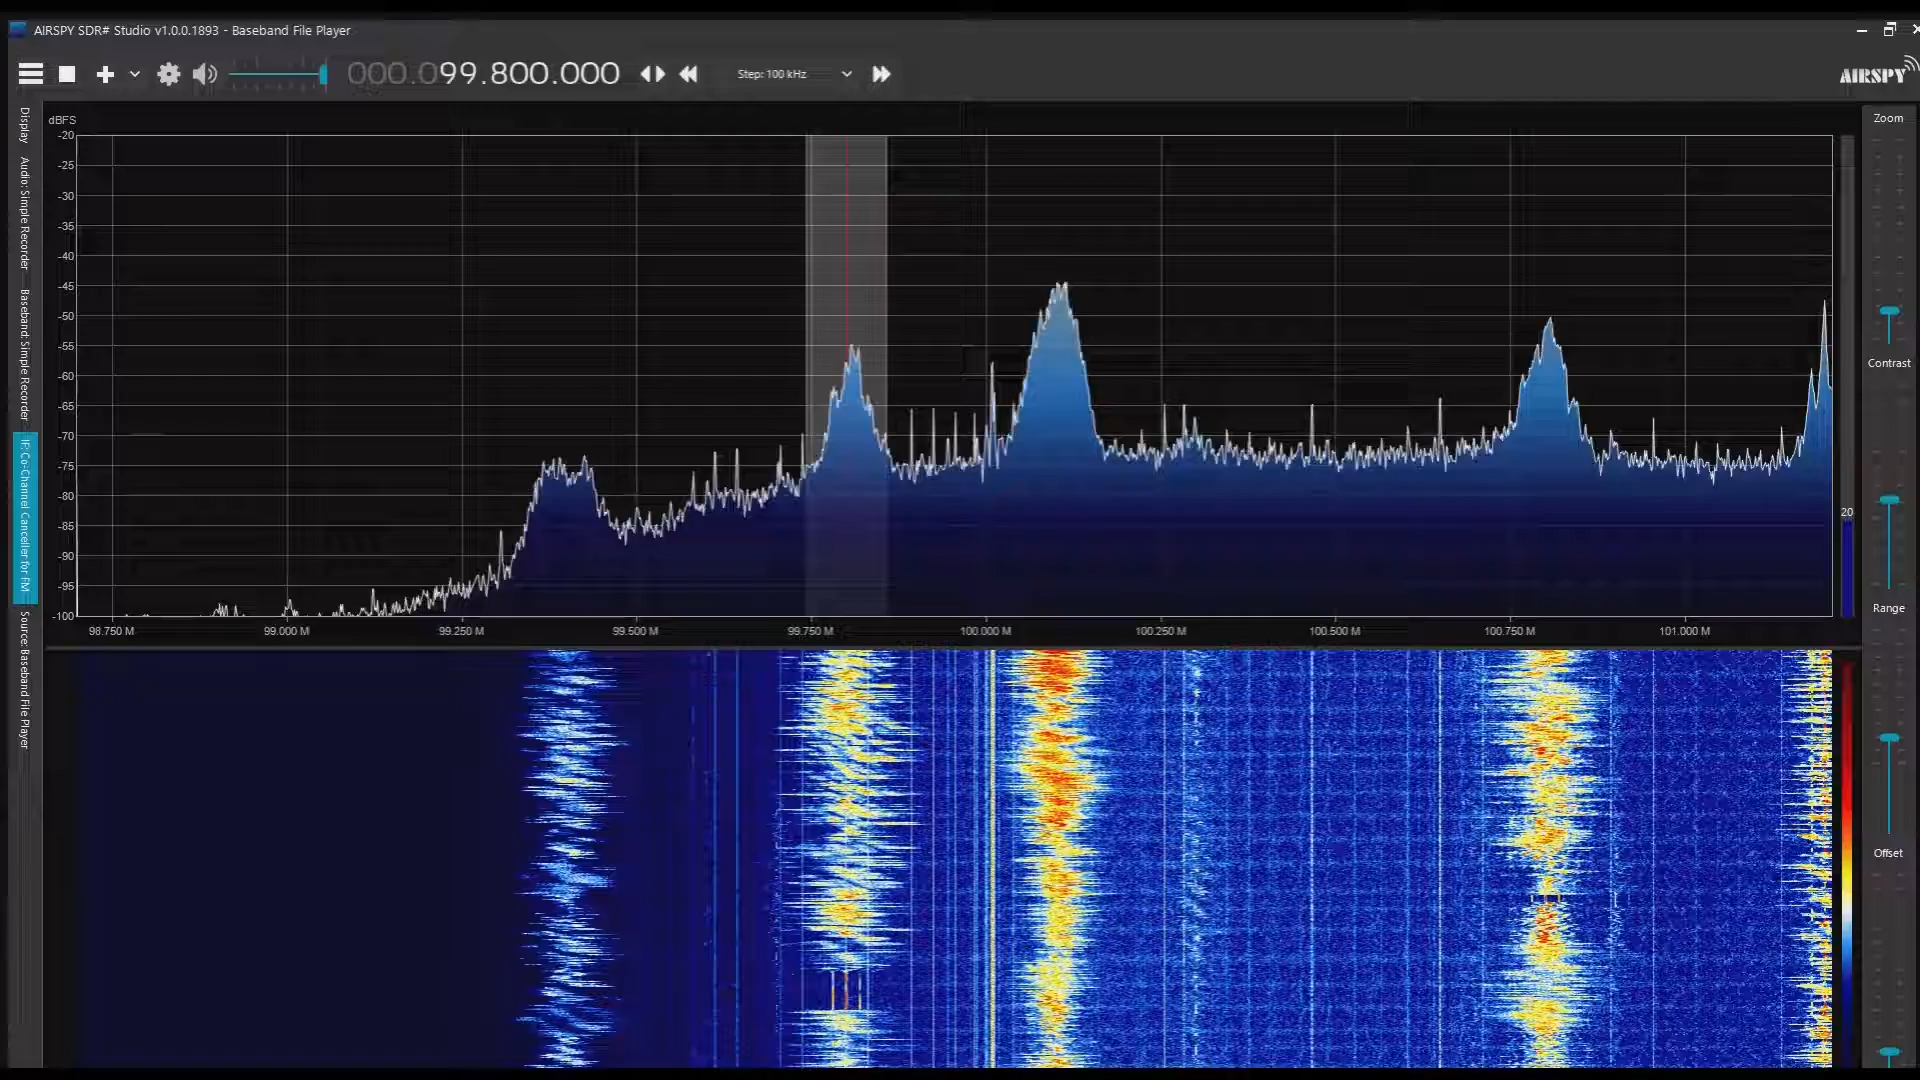 AIRSPY SDR# Studio v1.0.0.1893 - Baseband File Player
000.099.800.000
Step: 100 kHz
AIRSPY
Display
Audio: Simple Recorder
Baseband: Simple Recorder
IF: Co-Channel Canceller for FM
Source: Baseband File Player
dBFS
-20
-25
-30
-35
-40
-45
-50
-55
-60
-65
-70
-75
-80
-85
-90
-95
-100
98.750 M 99.000 M 99.250 M 99.500 M 99.750 M 100.000 M 100.250 M 100.500 M 100.750 M 101.000 M
20
Zoom
Contrast
Range
Offset